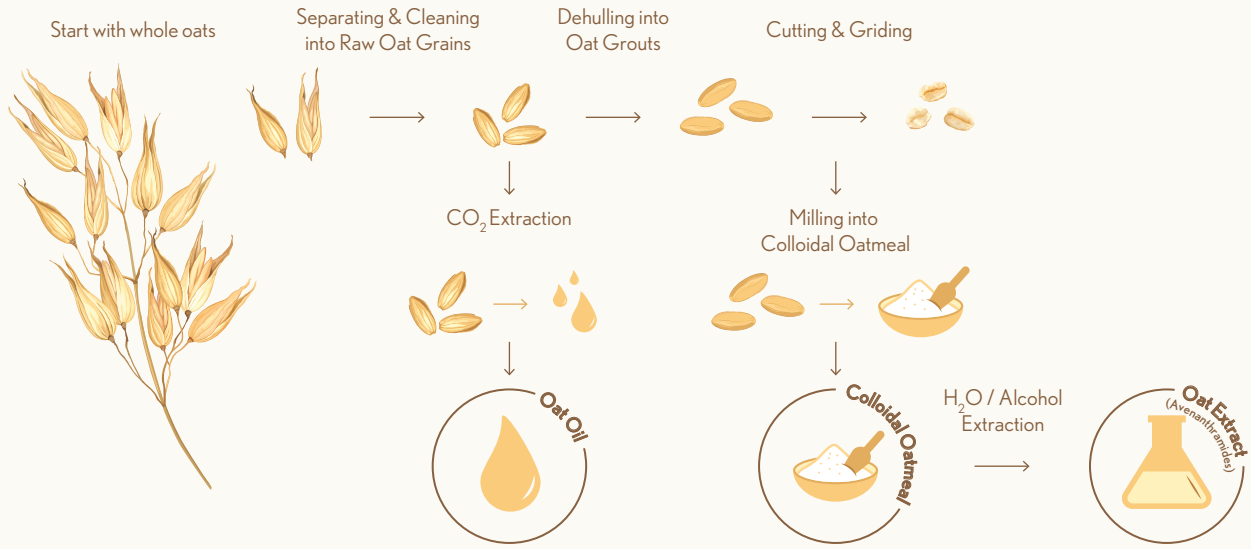 Start with whole oats
Separating & Cleaning
into Raw Oat Grains
Dehulling into
Oat Grouts
Cutting & Griding
CO₂ Extraction
Milling into
Colloidal Oatmeal
Oat Oil
Colloidal Oatmeal
H₂O / Alcohol
Extraction
Oat Extract
(Avenanthramides)